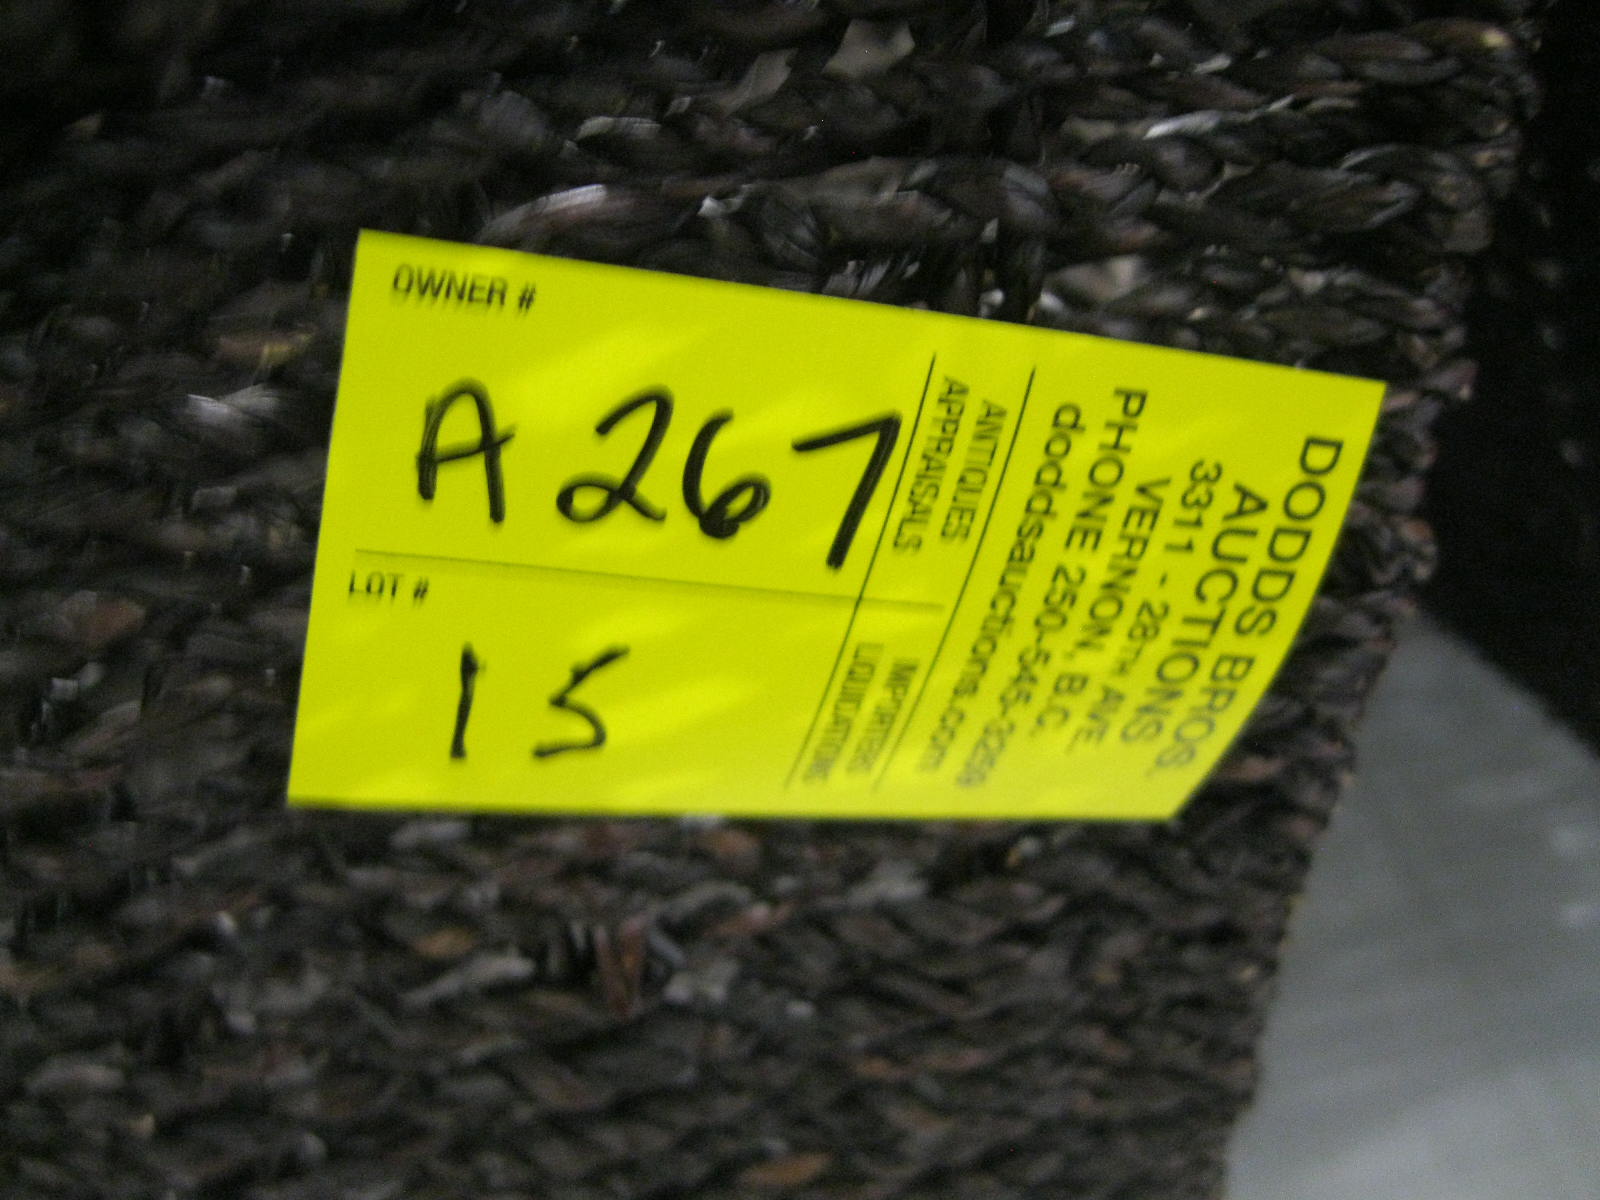 OWNER #
A267
LOT #
15
DODDS BROS.
AUCTIONS
3311 - 28TH AVE.
VERNON, B.C.
PHONE 250-545-3259
doddsauctions.com
ANTIQUES IMPORTERS
APPRAISALS LIQUIDATIONS